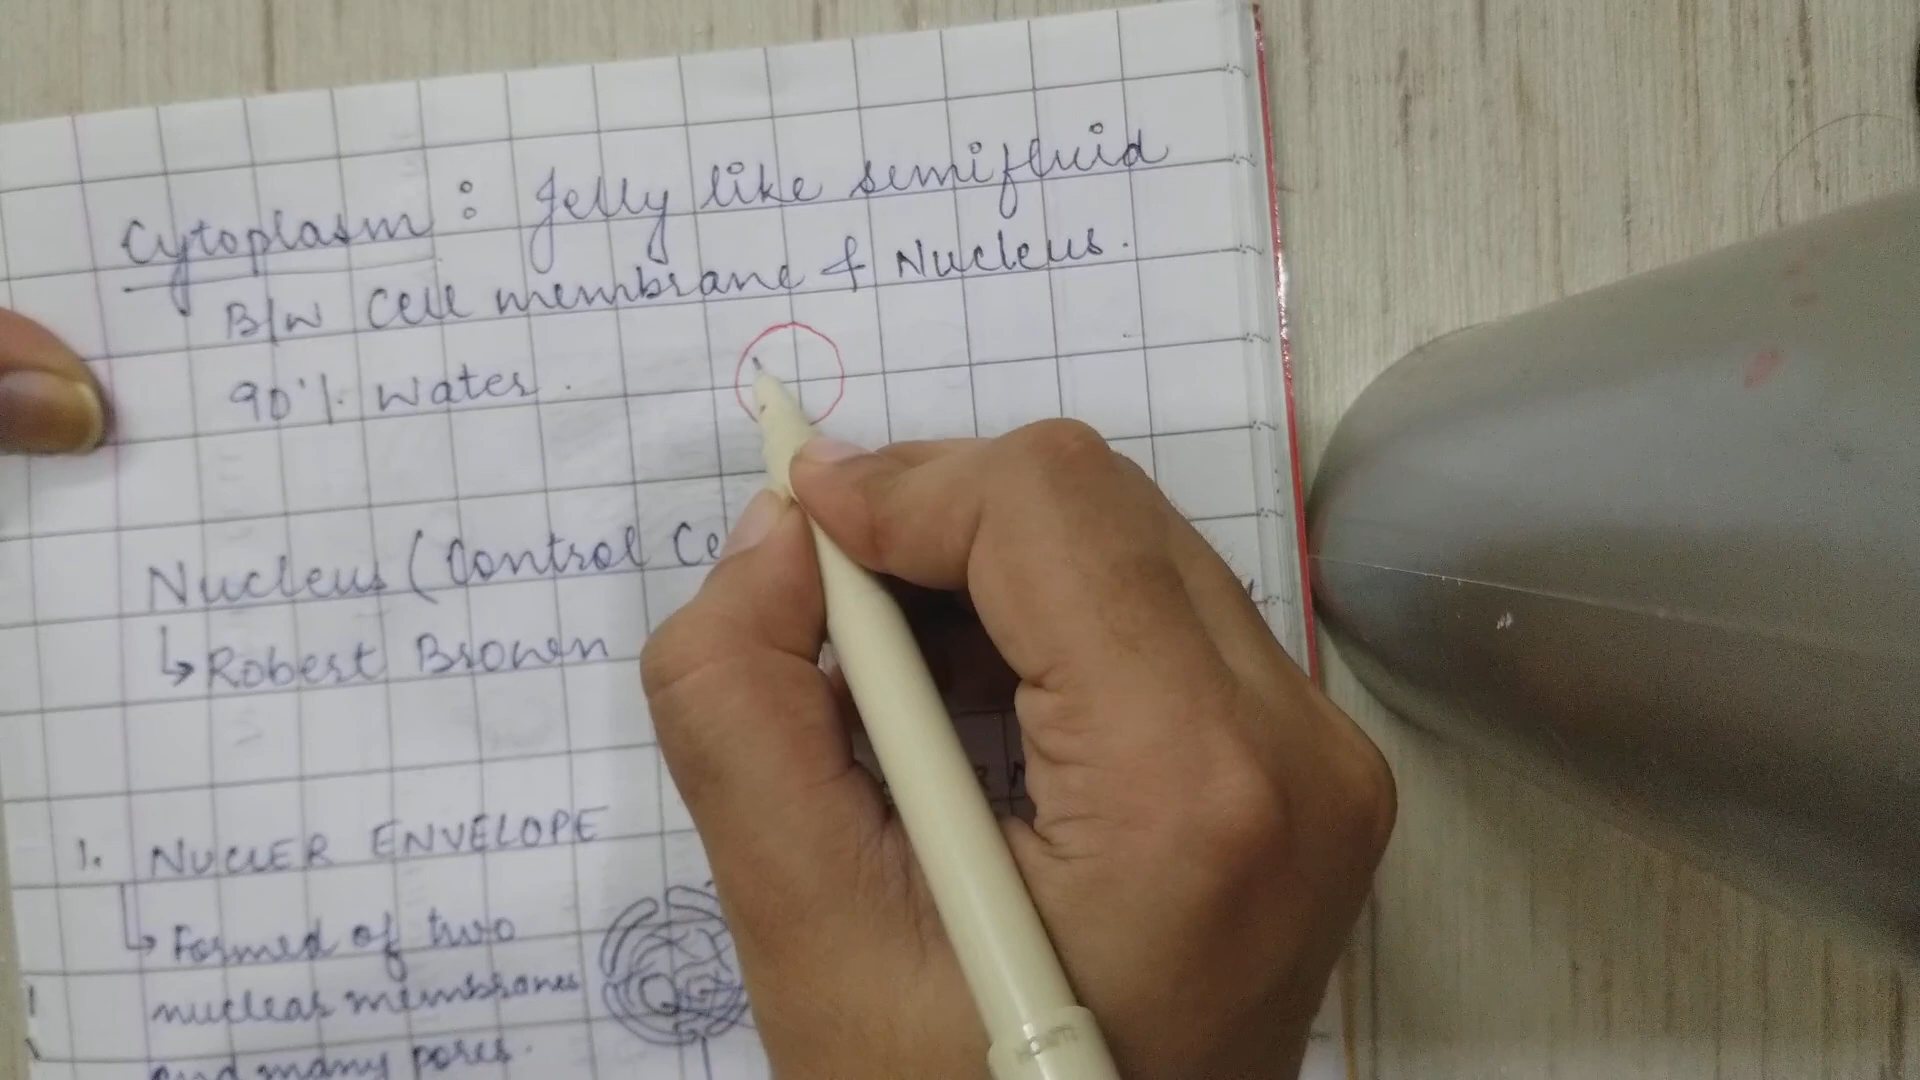 Cytoplasm : Jelly like semifluid
B/W Cell membrane & Nucleus.
90% Water.
Nucleus (Control Ce
↳ Robert Brown
1. NUCLER ENVELOPE
↳ Formed of two
nuclear membranes
and many pores.